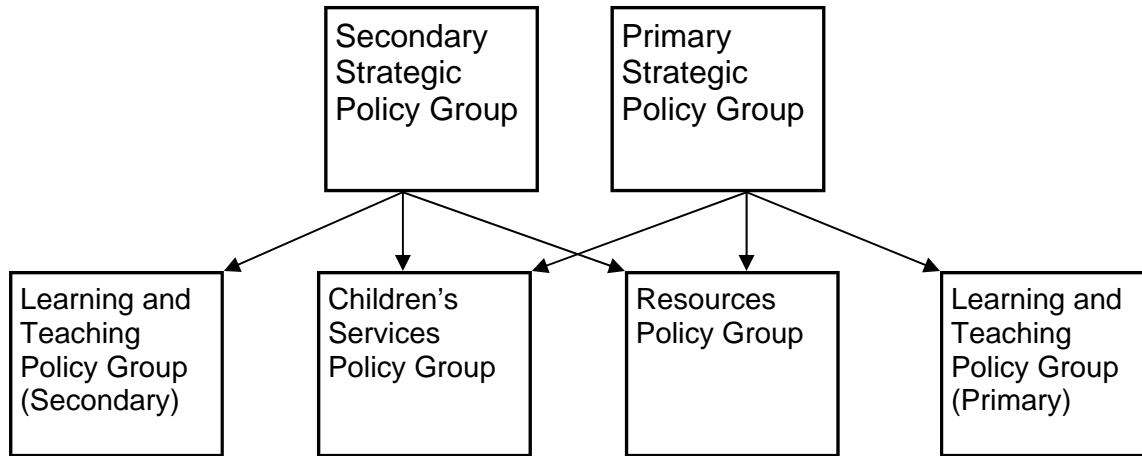 Secondary
Strategic
Policy Group
Primary
Strategic
Policy Group
Learning and
Teaching
Policy Group
(Secondary)
Children’s
Services
Policy Group
Resources
Policy Group
Learning and
Teaching
Policy Group
(Primary)